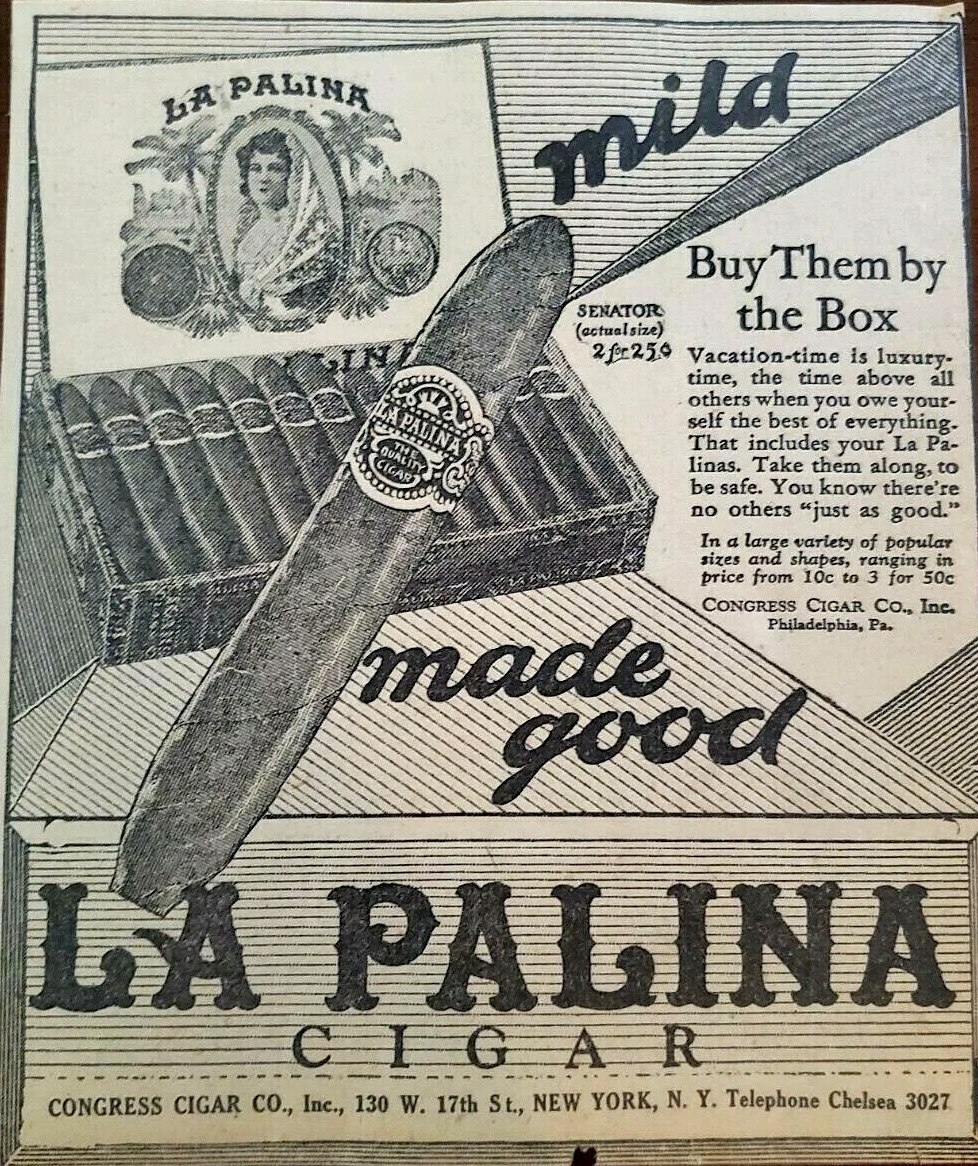 LA PALINA
mild
Buy Them by
the Box
SENATOR
(actual size)
2 for 25¢
Vacation-time is luxury-
time, the time above all
others when you owe your-
self the best of everything.
That includes your La Pa-
linas. Take them along, to
be safe. You know there're
no others "just as good."
In a large variety of popular
sizes and shapes, ranging in
price from 10c to 3 for 50c
CONGRESS CIGAR CO., Inc.
Philadelphia, Pa.
LA PALINA
THE
QUALITY
CIGAR
made
good
LA PALINA
CIGAR
CONGRESS CIGAR CO., Inc., 130 W. 17th St., NEW YORK, N. Y. Telephone Chelsea 3027